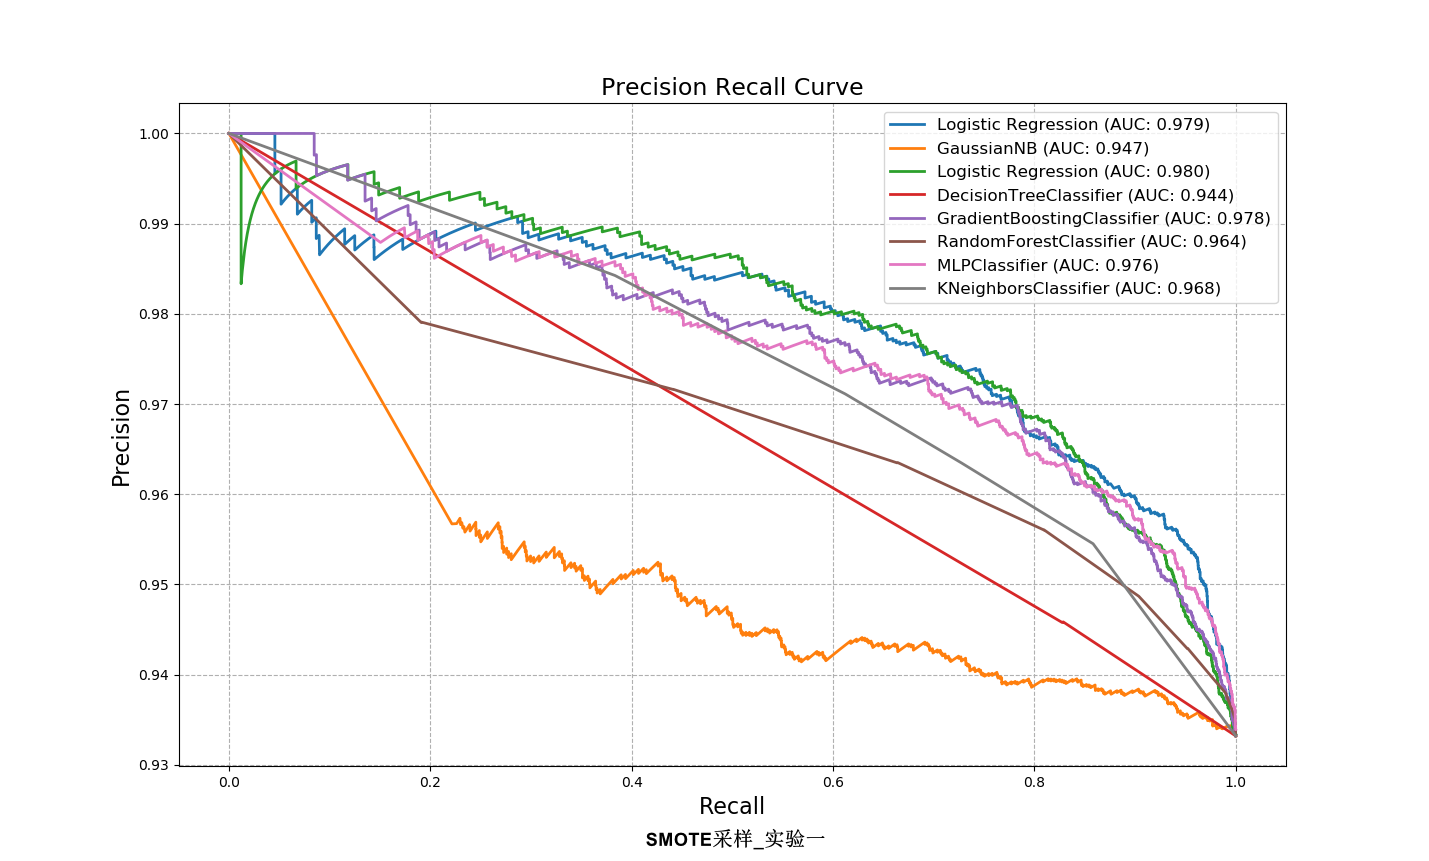 Precision Recall Curve
Logistic Regression (AUC: 0.979)
GaussianNB (AUC: 0.947)
Logistic Regression (AUC: 0.980)
DecisionTreeClassifier (AUC: 0.944)
GradientBoostingClassifier (AUC: 0.978)
RandomForestClassifier (AUC: 0.964)
MLPClassifier (AUC: 0.976)
KNeighborsClassifier (AUC: 0.968)
Precision
1.00
0.99
0.98
0.97
0.96
0.95
0.94
0.93
0.0 0.2 0.4 0.6 0.8 1.0
Recall
SMOTE采样_实验一